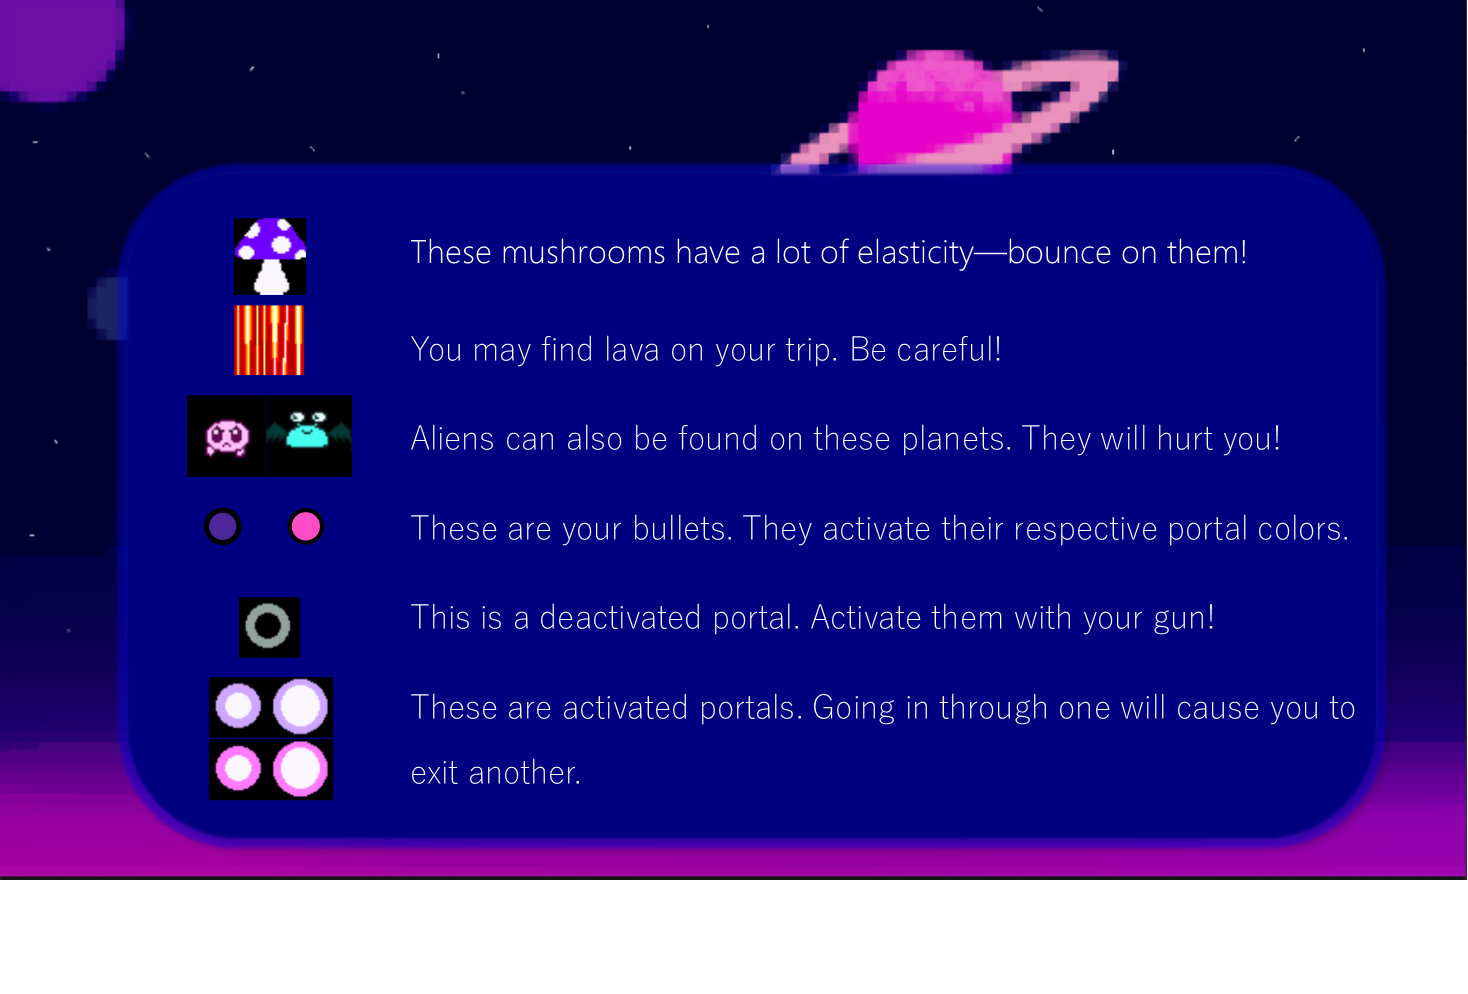 These mushrooms have a lot of elasticity—bounce on them!
You may find lava on your trip. Be careful!
Aliens can also be found on these planets. They will hurt you!
These are your bullets. They activate their respective portal colors.
This is a deactivated portal. Activate them with your gun!
These are activated portals. Going in through one will cause you to
exit another.